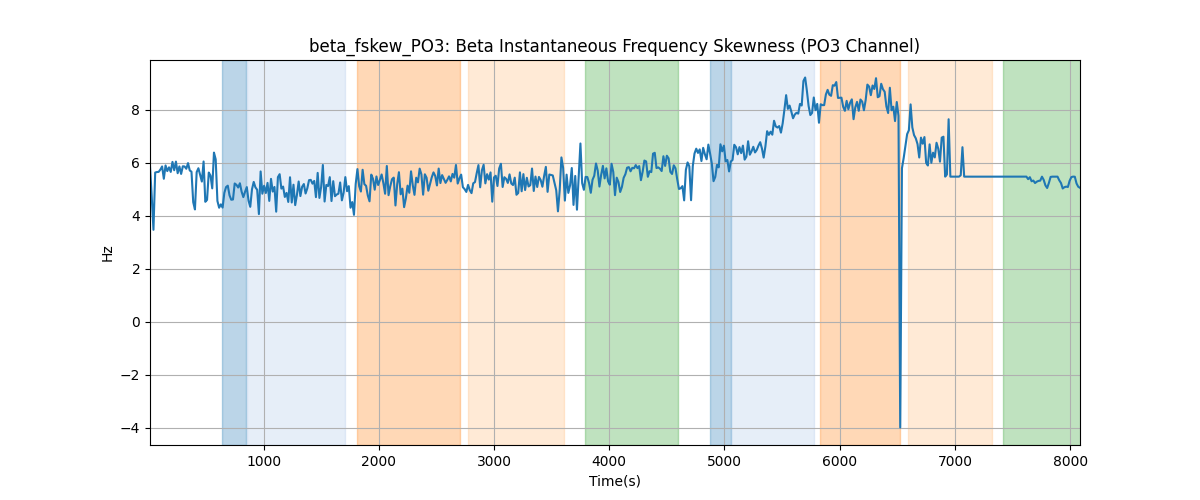 beta_fskew_PO3: Beta Instantaneous Frequency Skewness (PO3 Channel)
Hz
8
6
4
2
0
−2
−4
1000 2000 3000 4000 5000 6000 7000 8000
Time(s)